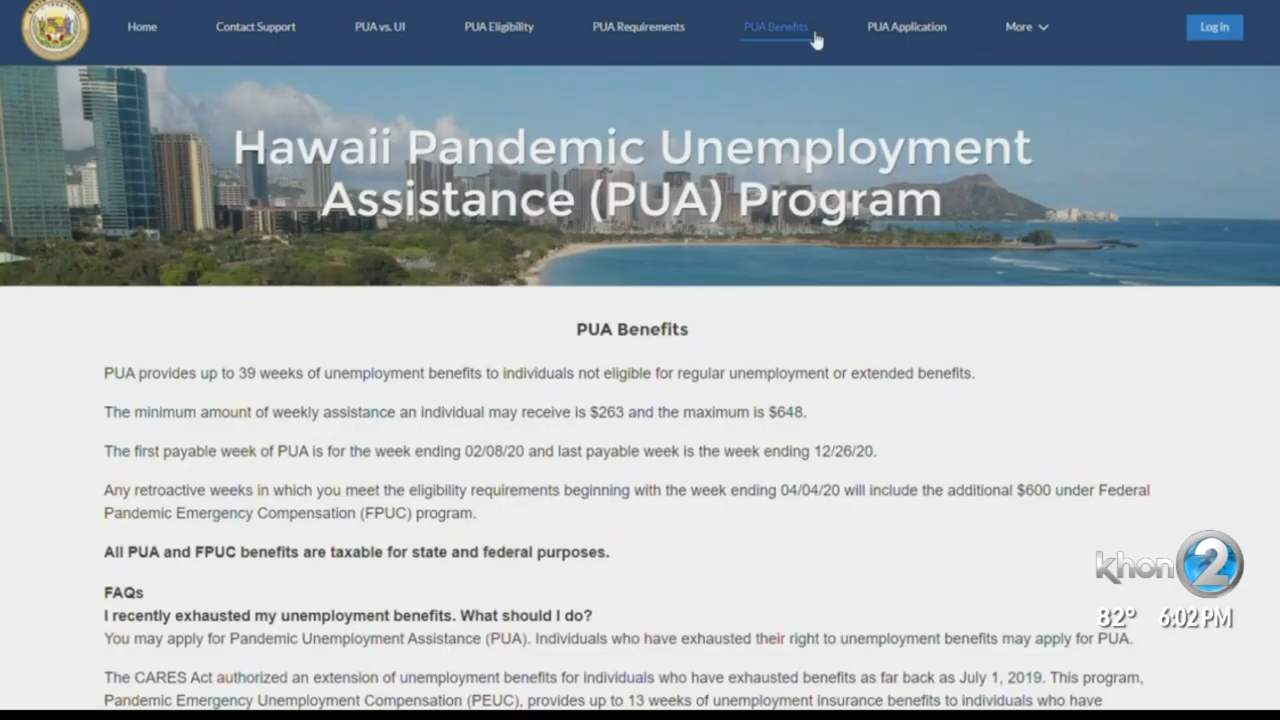 Home Contact Support PUA vs. UI PUA Eligibility PUA Requirements PUA Benefits PUA Application More Log in
Hawaii Pandemic Unemployment
Assistance (PUA) Program
PUA Benefits
PUA provides up to 39 weeks of unemployment benefits to individuals not eligible for regular unemployment or extended benefits.
The minimum amount of weekly assistance an individual may receive is $263 and the maximum is $648.
The first payable week of PUA is for the week ending 02/08/20 and last payable week is the week ending 12/26/20.
Any retroactive weeks in which you meet the eligibility requirements beginning with the week ending 04/04/20 will include the additional $600 under Federal
Pandemic Emergency Compensation (FPUC) program.
All PUA and FPUC benefits are taxable for state and federal purposes.
FAQs
I recently exhausted my unemployment benefits. What should I do?
You may apply for Pandemic Unemployment Assistance (PUA). Individuals who have exhausted their right to unemployment benefits may apply for PUA.
The CARES Act authorized an extension of unemployment benefits for individuals who have exhausted benefits as far back as July 1, 2019. This program,
Pandemic Emergency Unemployment Compensation (PEUC), provides up to 13 weeks of unemployment insurance benefits to individuals who have
khon 2
82° 6:02 PM